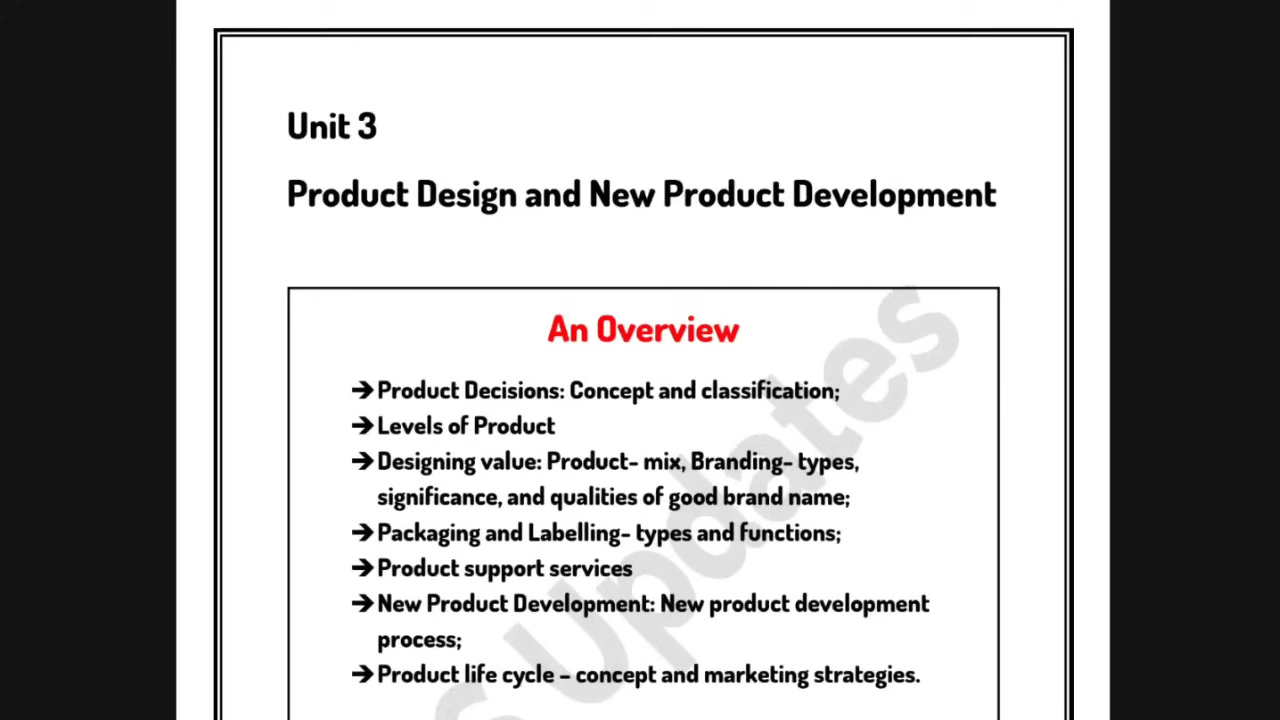 Unit 3
Product Design and New Product Development
An Overview
➔ Product Decisions: Concept and classification;
➔ Levels of Product
➔ Designing value: Product- mix, Branding- types,
significance, and qualities of good brand name;
➔ Packaging and Labelling- types and functions;
➔ Product support services
➔ New Product Development: New product development
process;
➔ Product life cycle – concept and marketing strategies.
s Updates